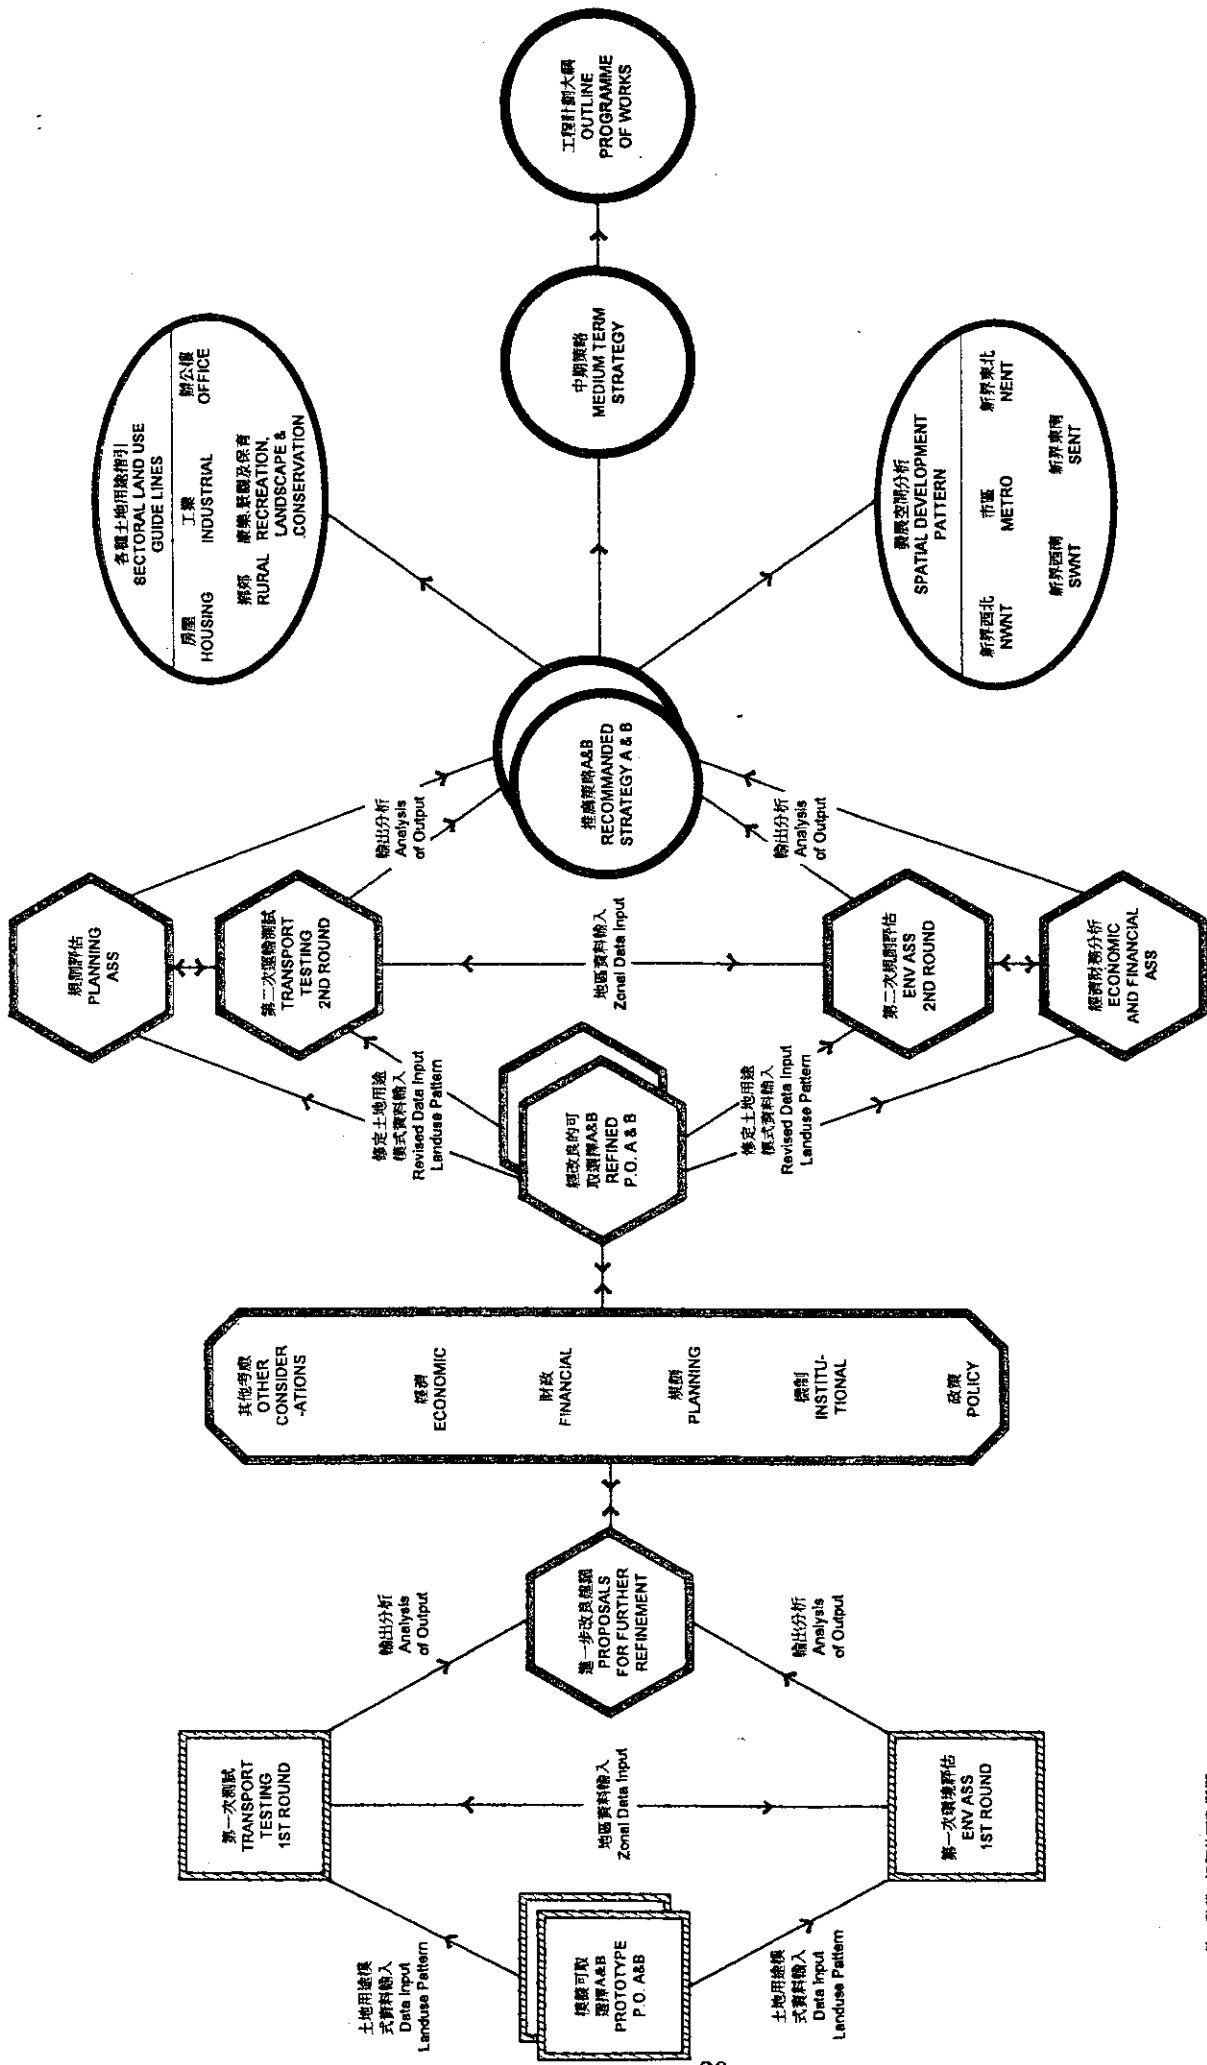 模擬可取
選擇A&B
PROTOTYPE
P.O. A&B
土地用途模
式資料輸入
Data Input
Landuse Pattern
土地用途模
式資料輸入
Data Input
Landuse Pattern
第一次測試
TRANSPORT
TESTING
1ST ROUND
地區資料輸入
Zonal Data Input
第一次環境評估
ENV ASS
1ST ROUND
輸出分析
Analysis
of Output
輸出分析
Analysis
of Output
進一步改良
PROPOSALS
FOR FURTHER
REFINEMENT
其他考慮
OTHER
CONSIDER
-ATIONS
經濟
ECONOMIC
財政
FINANCIAL
規劃
PLANNING
機制
INSTITU-
TIONAL
政策
POLICY
經改良的可
取選擇A&B
REFINED
P.O. A & B
修定土地用途
模式資料輸入
Revised Data Input
Landuse Pattern
修定土地用途
模式資料輸入
Revised Data Input
Landuse Pattern
規劃評估
PLANNING
ASS
第二次運輸測試
TRANSPORT
TESTING
2ND ROUND
地區資料輸入
Zonal Data Input
第二次規劃評估
ENV ASS
2ND ROUND
經濟財務分析
ECONOMIC
AND FINANCIAL
ASS
輸出分析
Analysis
of Output
輸出分析
Analysis
of Output
推薦策略A&B
RECOMMANDED
STRATEGY A & B
各種土地用途指引
SECTORAL LAND USE
GUIDE LINES
房屋
HOUSING
工業
INDUSTRIAL
辦公樓
OFFICE
鄉郊
RURAL
康樂,景觀及保育
RECREATION,
LANDSCAPE &
CONSERVATION
中期策略
MEDIUM TERM
STRATEGY
發展空間分析
SPATIAL DEVELOPMENT
PATTERN
新界西北
NWNT
市區
METRO
新界東北
NENT
新界西南
SWNT
新界東南
SENT
工程計劃大綱
OUTLINE
PROGRAMME
OF WORKS